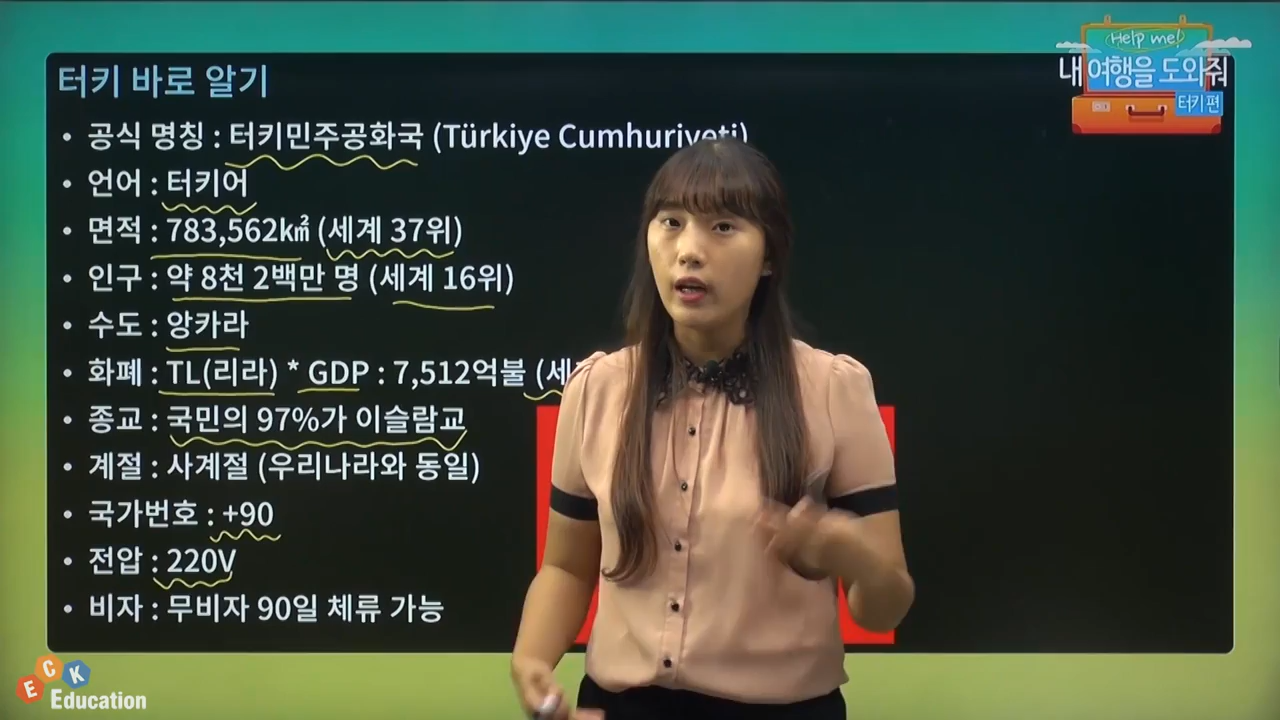 터키 바로 알기
Help me!
내 여행을 도와줘
터키편
• 공식 명칭 : 터키민주공화국 (Türkiye Cumhuriyeti)
• 언어 : 터키어
• 면적 : 783,562㎢ (세계 37위)
• 인구 : 약 8천 2백만 명 (세계 16위)
• 수도 : 앙카라
• 화폐 : TL(리라) * GDP : 7,512억불
• 종교 : 국민의 97%가 이슬람교
• 계절 : 사계절 (우리나라와 동일)
• 국가번호 : +90
• 전압 : 220V
• 비자 : 무비자 90일 체류 가능
ECK
Education